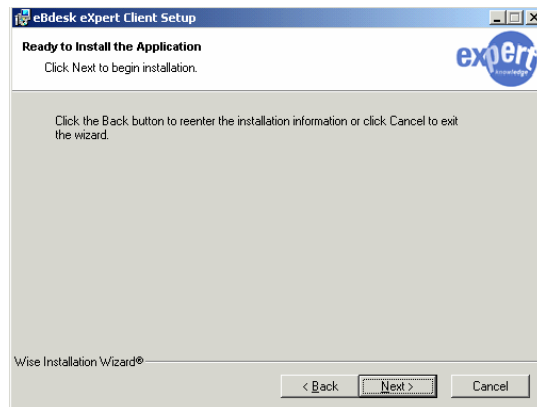 eBdesk eXpert Client Setup
Ready to Install the Application
Click Next to begin installation.
expert
knowledge
Click the Back button to reenter the installation information or click Cancel to exit
the wizard.
Wise Installation Wizard®
< Back
Next >
Cancel